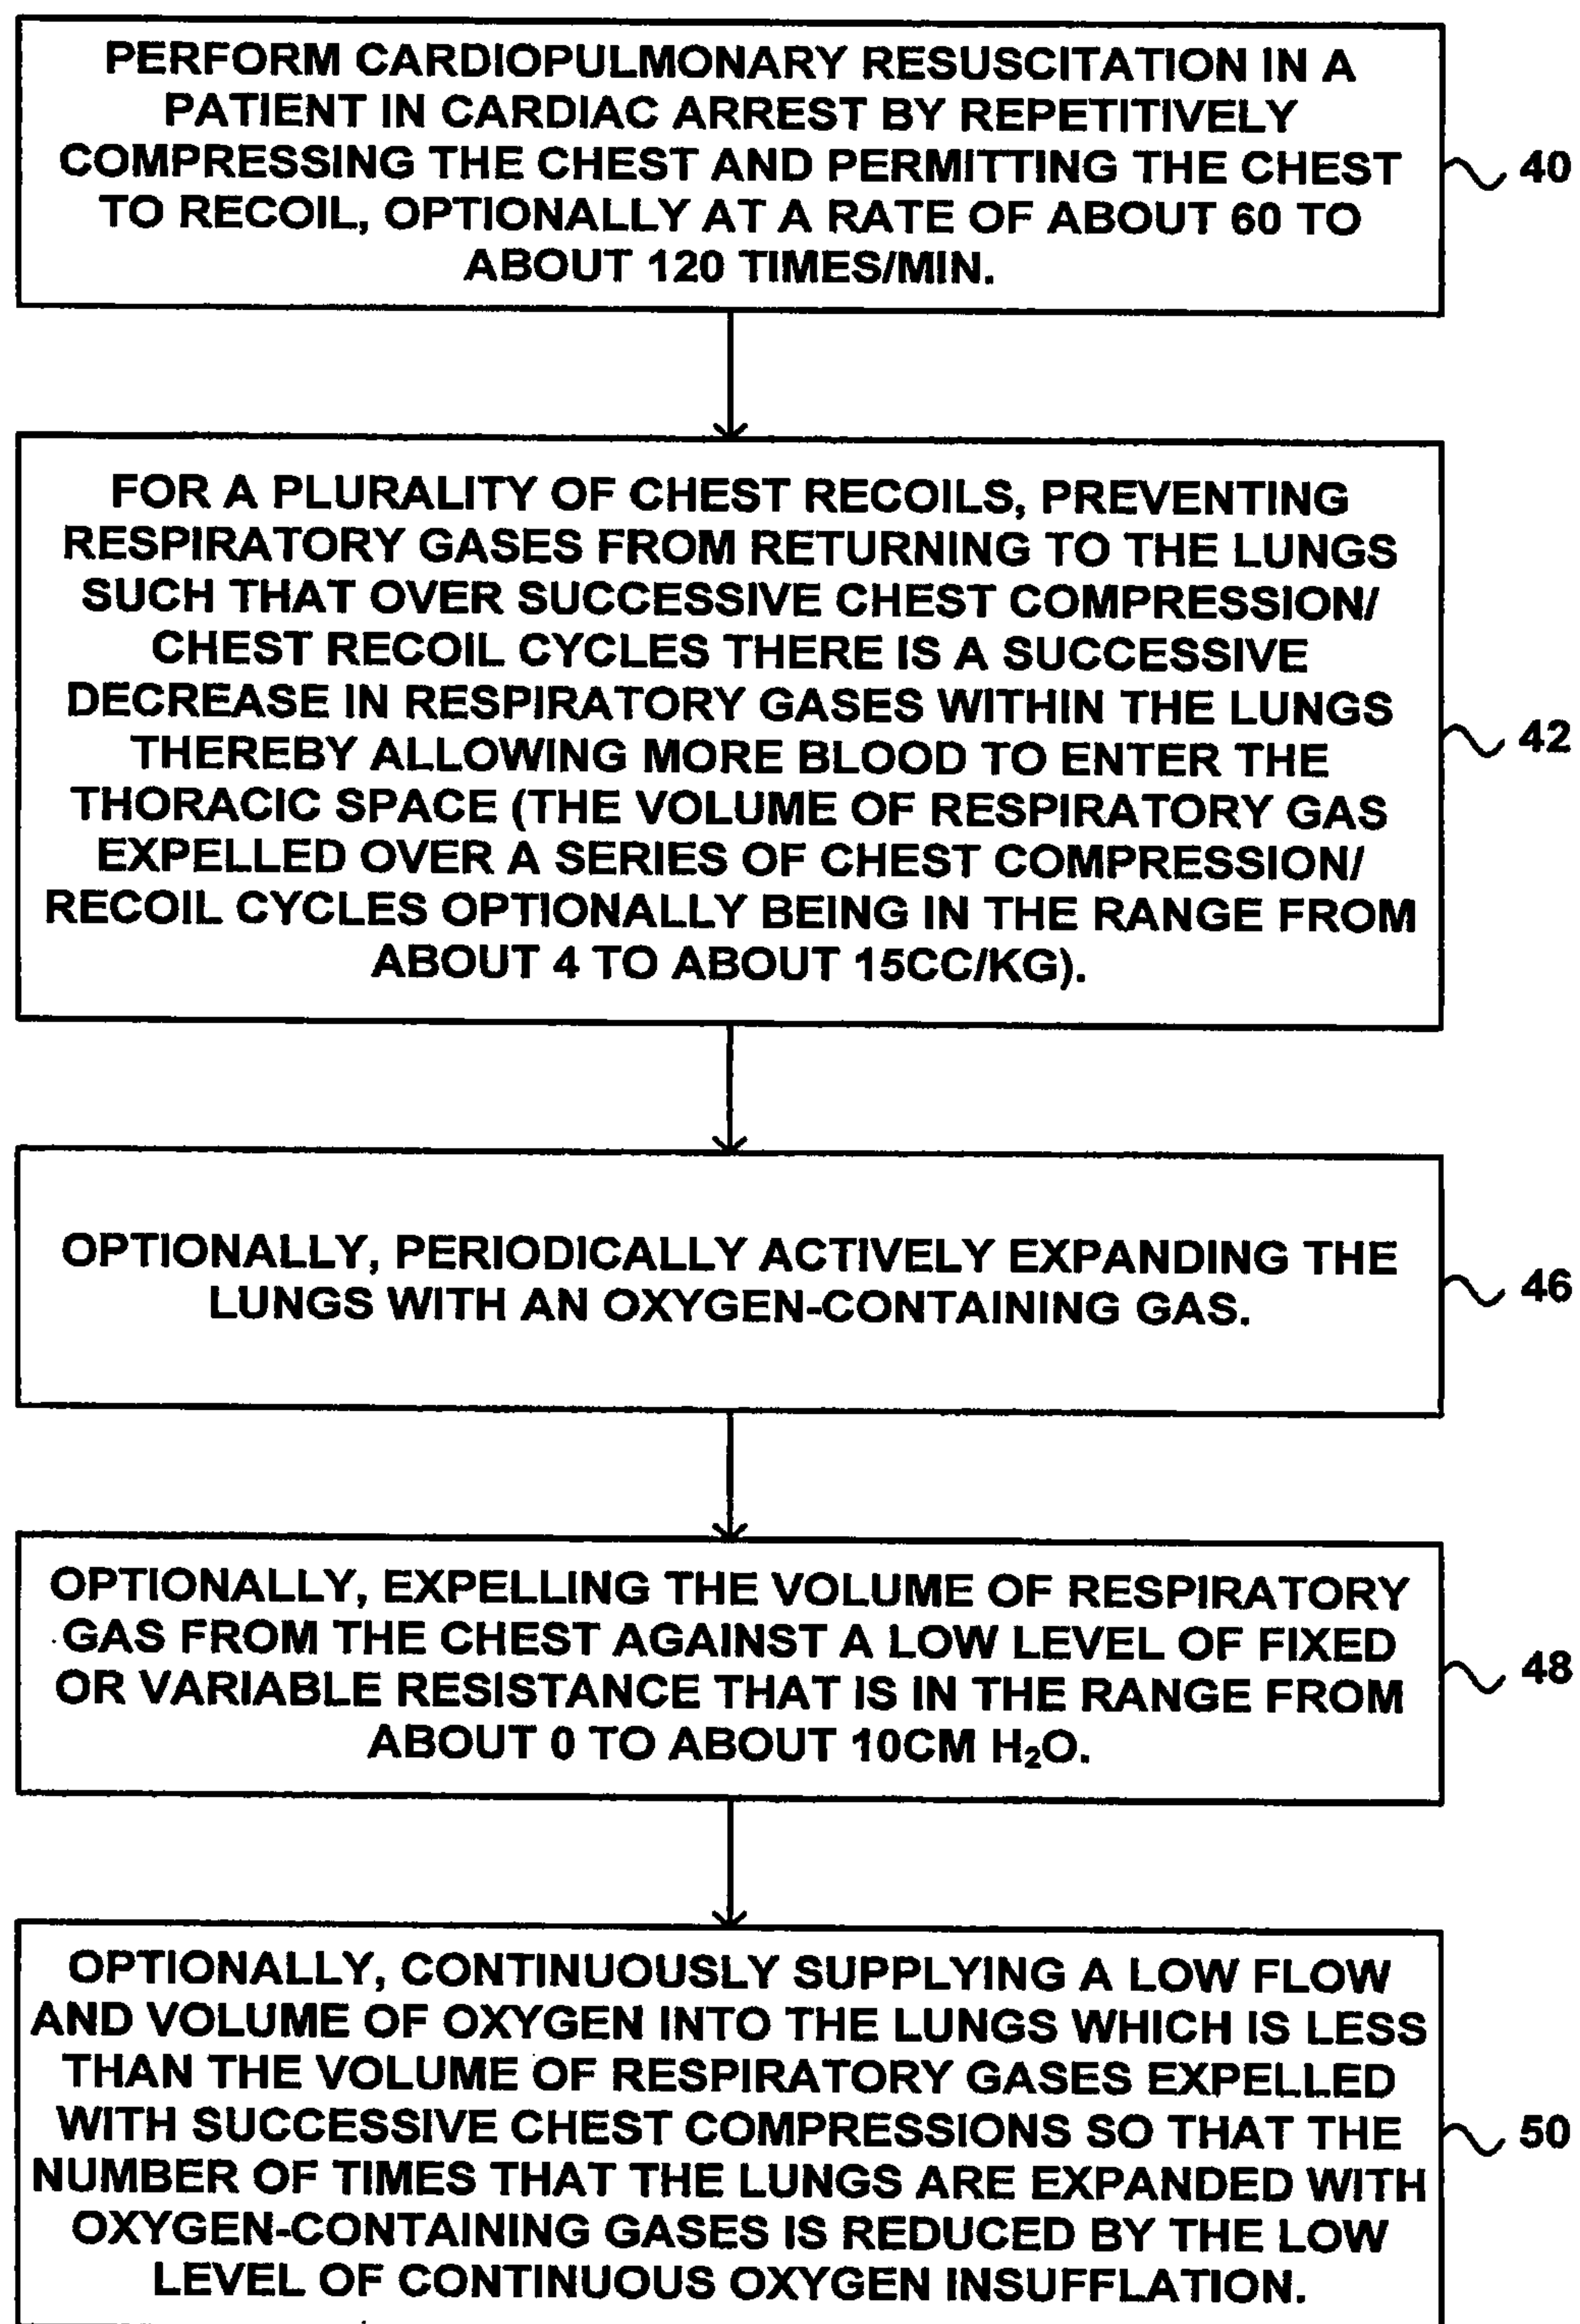 PERFORM CARDIOPULMONARY RESUSCITATION IN A
PATIENT IN CARDIAC ARREST BY REPETITIVELY
COMPRESSING THE CHEST AND PERMITTING THE CHEST
TO RECOIL, OPTIONALLY AT A RATE OF ABOUT 60 TO
ABOUT 120 TIMES/MIN.
40
FOR A PLURALITY OF CHEST RECOILS, PREVENTING
RESPIRATORY GASES FROM RETURNING TO THE LUNGS
SUCH THAT OVER SUCCESSIVE CHEST COMPRESSION/
CHEST RECOIL CYCLES THERE IS A SUCCESSIVE
DECREASE IN RESPIRATORY GASES WITHIN THE LUNGS
THEREBY ALLOWING MORE BLOOD TO ENTER THE
THORACIC SPACE (THE VOLUME OF RESPIRATORY GAS
EXPELLED OVER A SERIES OF CHEST COMPRESSION/
RECOIL CYCLES OPTIONALLY BEING IN THE RANGE FROM
ABOUT 4 TO ABOUT 15CC/KG).
42
OPTIONALLY, PERIODICALLY ACTIVELY EXPANDING THE
LUNGS WITH AN OXYGEN-CONTAINING GAS.
46
OPTIONALLY, EXPELLING THE VOLUME OF RESPIRATORY
GAS FROM THE CHEST AGAINST A LOW LEVEL OF FIXED
OR VARIABLE RESISTANCE THAT IS IN THE RANGE FROM
ABOUT 0 TO ABOUT 10CM H₂O.
48
OPTIONALLY, CONTINUOUSLY SUPPLYING A LOW FLOW
AND VOLUME OF OXYGEN INTO THE LUNGS WHICH IS LESS
THAN THE VOLUME OF RESPIRATORY GASES EXPELLED
WITH SUCCESSIVE CHEST COMPRESSIONS SO THAT THE
NUMBER OF TIMES THAT THE LUNGS ARE EXPANDED WITH
OXYGEN-CONTAINING GASES IS REDUCED BY THE LOW
LEVEL OF CONTINUOUS OXYGEN INSUFFLATION.
50